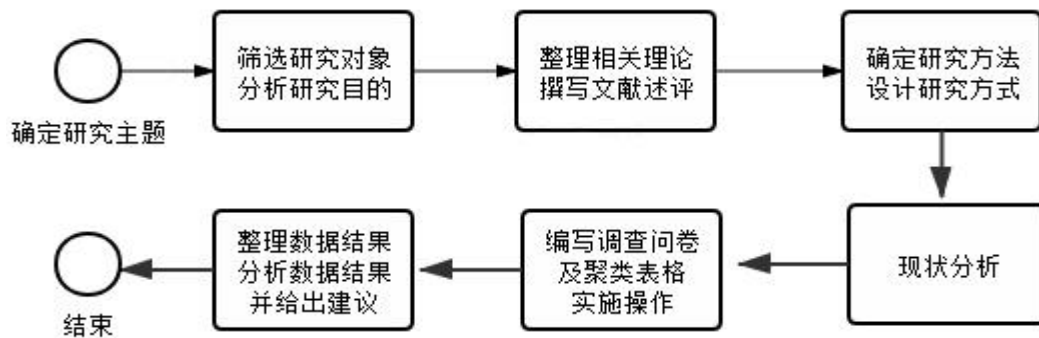 确定研究主题
筛选研究对象
分析研究目的
整理相关理论
撰写文献述评
确定研究方法
设计研究方式
现状分析
编写调查问卷
及聚类表格
实施操作
整理数据结果
分析数据结果
并给出建议
结束